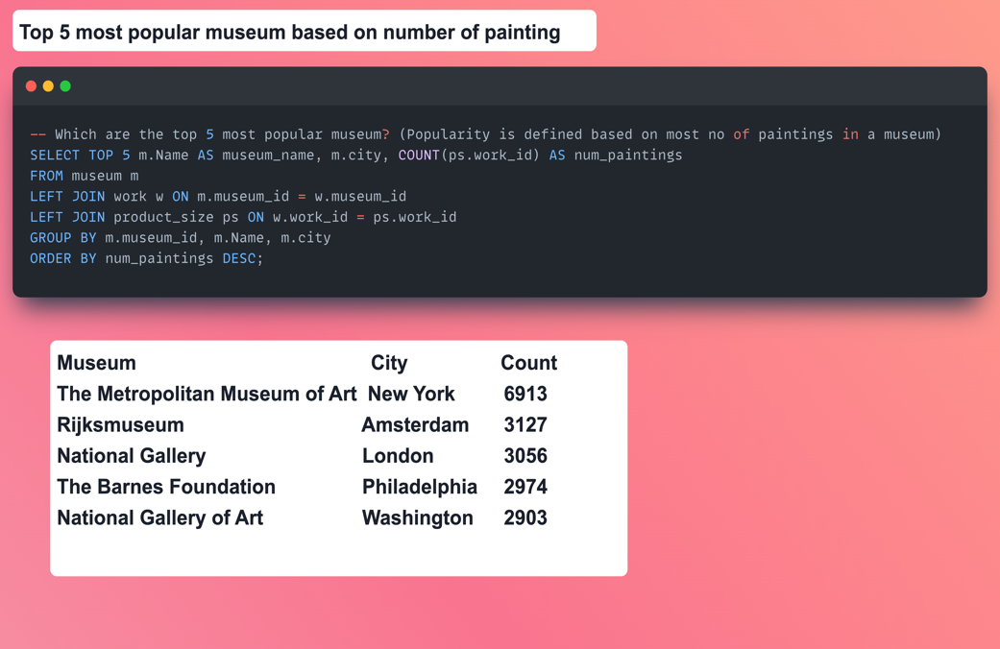 Top 5 most popular museum based on number of painting
-- Which are the top 5 most popular museum? (Popularity is defined based on most no of paintings in a museum)
SELECT TOP 5 m.Name AS museum_name, m.city, COUNT(ps.work_id) AS num_paintings
FROM museum m
LEFT JOIN work w ON m.museum_id = w.museum_id
LEFT JOIN product_size ps ON w.work_id = ps.work_id
GROUP BY m.museum_id, m.Name, m.city
ORDER BY num_paintings DESC;
Museum City Count
The Metropolitan Museum of Art New York 6913
Rijksmuseum Amsterdam 3127
National Gallery London 3056
The Barnes Foundation Philadelphia 2974
National Gallery of Art Washington 2903